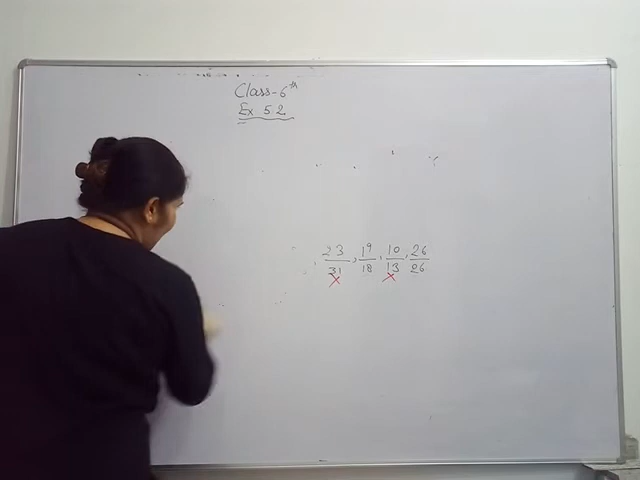 Class-6th
Ex 5.2
23/31, 19/18, 10/13, 26/26
x x